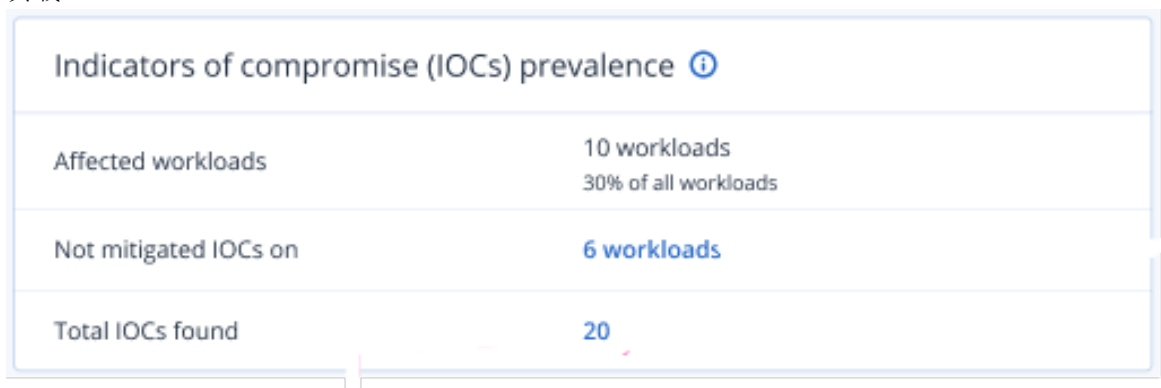 Indicators of compromise (IOCs) prevalence
Affected workloads
10 workloads
30% of all workloads
Not mitigated IOCs on
6 workloads
Total IOCs found
20